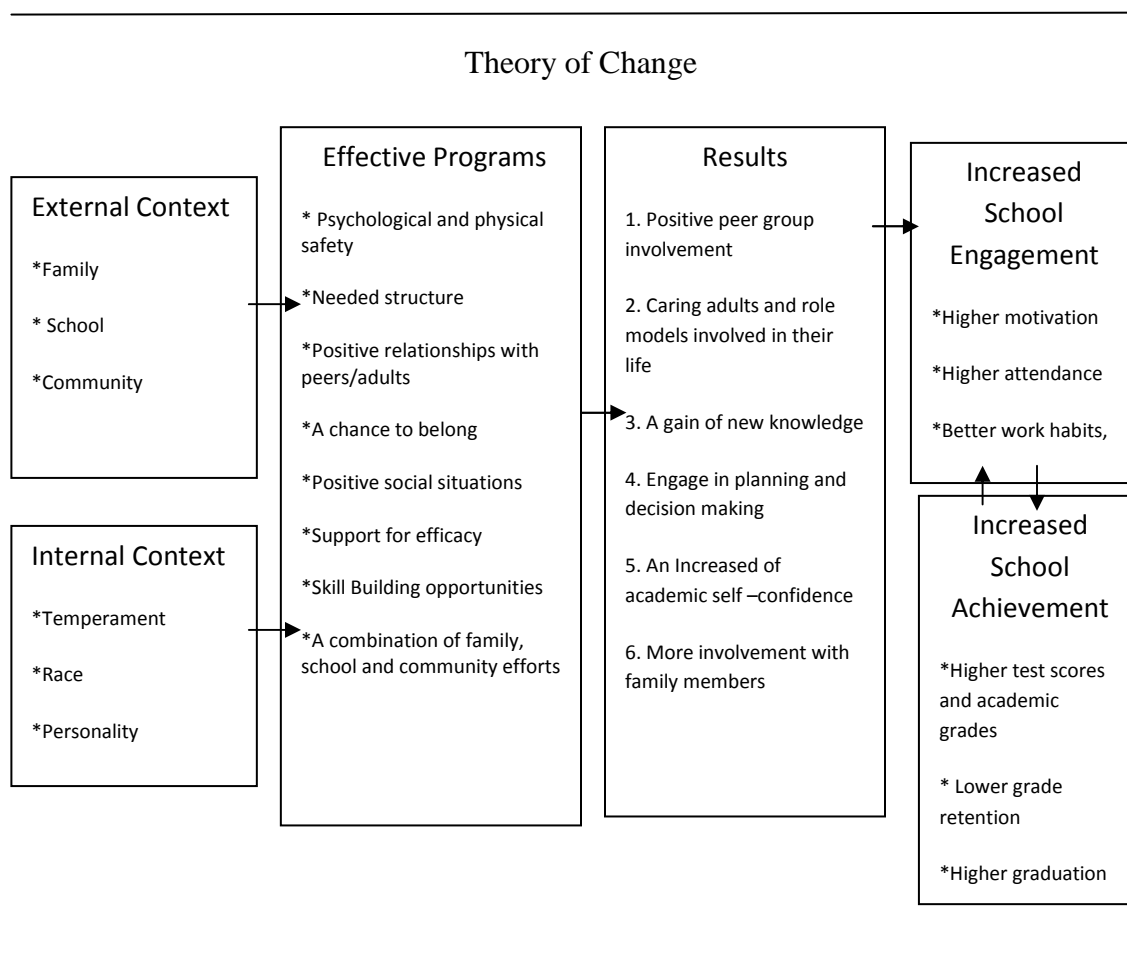 Theory of Change
External Context
*Family
* School
*Community
Internal Context
*Temperament
*Race
*Personality
Effective Programs
* Psychological and physical
safety
*Needed structure
*Positive relationships with
peers/adults
*A chance to belong
*Positive social situations
*Support for efficacy
*Skill Building opportunities
*A combination of family,
school and community efforts
Results
1. Positive peer group
involvement
2. Caring adults and role
models involved in their
life
3. A gain of new knowledge
4. Engage in planning and
decision making
5. An Increased of
academic self –confidence
6. More involvement with
family members
Increased
School
Engagement
*Higher motivation
*Higher attendance
*Better work habits,
Increased
School
Achievement
*Higher test scores
and academic
grades
* Lower grade
retention
*Higher graduation